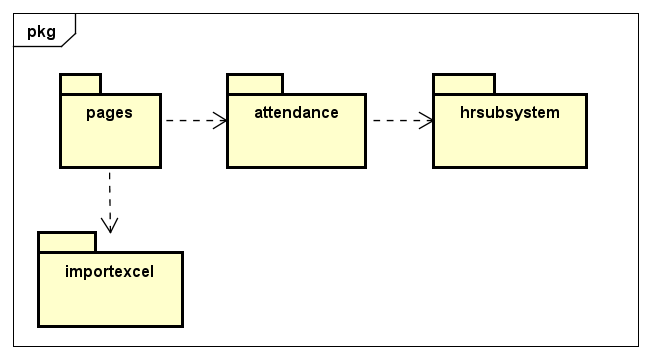 pkg
pages
attendance
hrsubsystem
importexcel